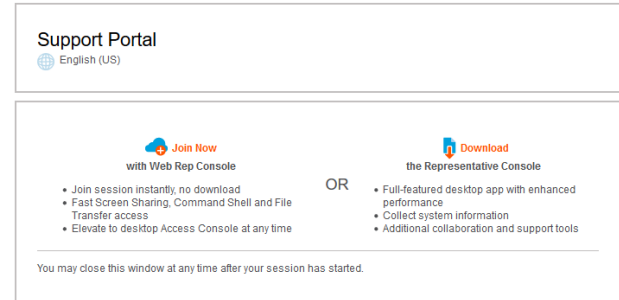 Support Portal
English (US)
Join Now
with Web Rep Console
• Join session instantly, no download
• Fast Screen Sharing, Command Shell and File
Transfer access
• Elevate to desktop Access Console at any time
OR
Download
the Representative Console
• Full-featured desktop app with enhanced
performance
• Collect system information
• Additional collaboration and support tools
You may close this window at any time after your session has started.